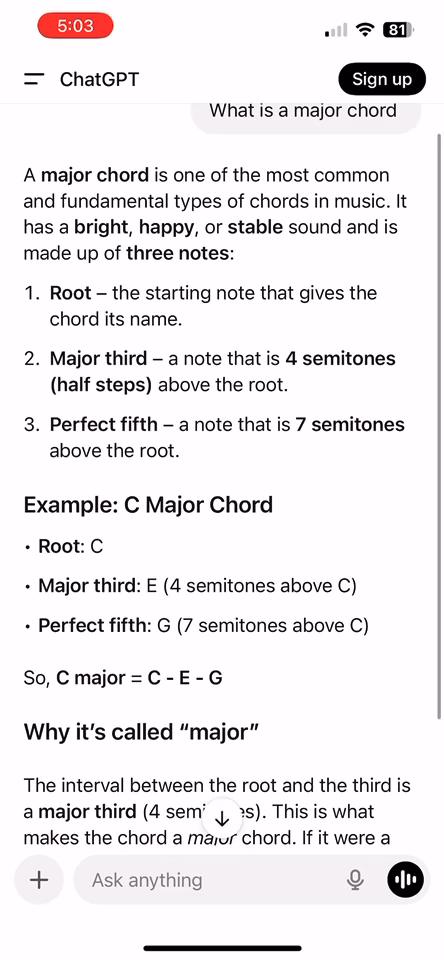 5:03
81
ChatGPT
Sign up
What is a major chord
A major chord is one of the most common
and fundamental types of chords in music. It
has a bright, happy, or stable sound and is
made up of three notes:
1. Root – the starting note that gives the
chord its name.
2. Major third – a note that is 4 semitones
(half steps) above the root.
3. Perfect fifth – a note that is 7 semitones
above the root.
Example: C Major Chord
• Root: C
• Major third: E (4 semitones above C)
• Perfect fifth: G (7 semitones above C)
So, C major = C - E - G
Why it's called “major”
The interval between the root and the third is
a major third (4 semi es). This is what
makes the chord a major chord. If it were a
Ask anything